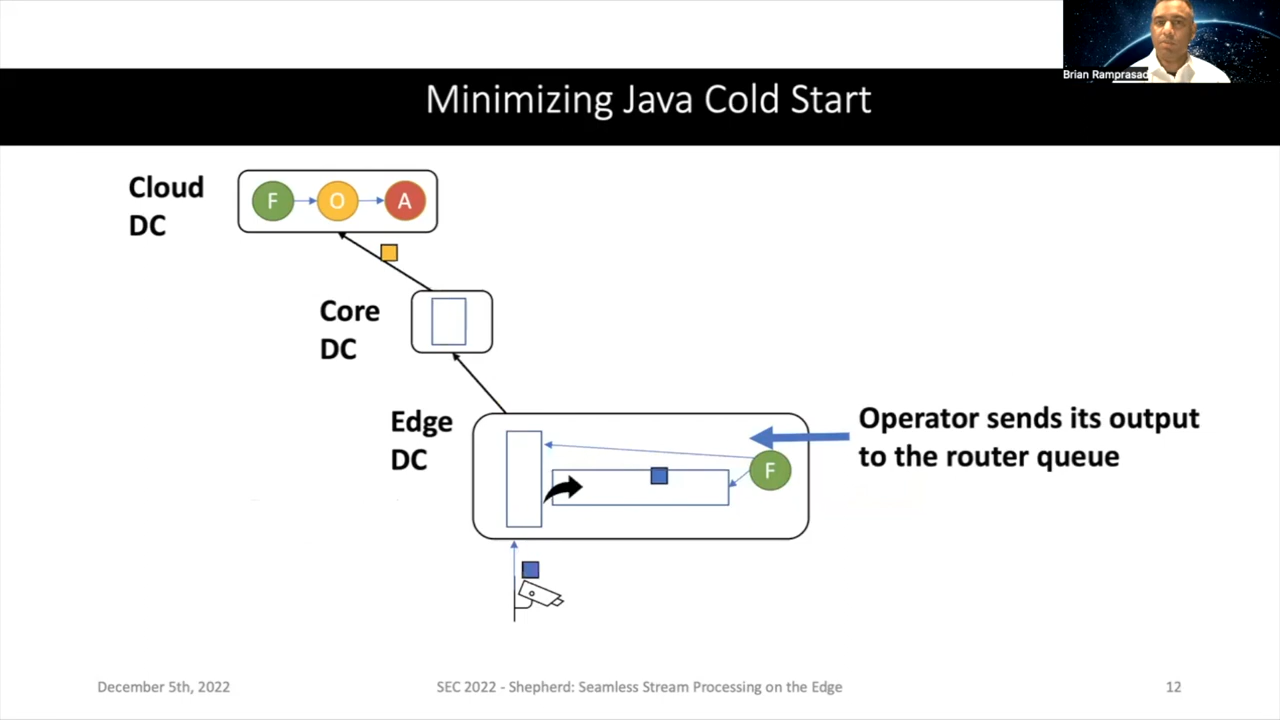 Brian Ramprasad
Minimizing Java Cold Start
Cloud
DC
F
O
A
Core
DC
Edge
DC
F
Operator sends its output
to the router queue
December 5th, 2022
SEC 2022 - Shepherd: Seamless Stream Processing on the Edge
12